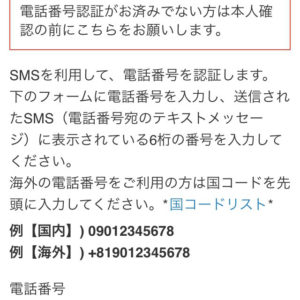 電話番号認証がお済みでない方は本人確
認の前にこちらをお願いします。
SMSを利用して、電話番号を認証します。
下のフォームに電話番号を入力し、送信され
たSMS（電話番号宛のテキストメッセー
ジ）に表示されている6桁の番号を入力して
ください。
海外の電話番号をご利用の方は国コードを先
頭に入力してください。*国コードリスト*
例【国内】) 09012345678
例【海外】) +819012345678
電話番号